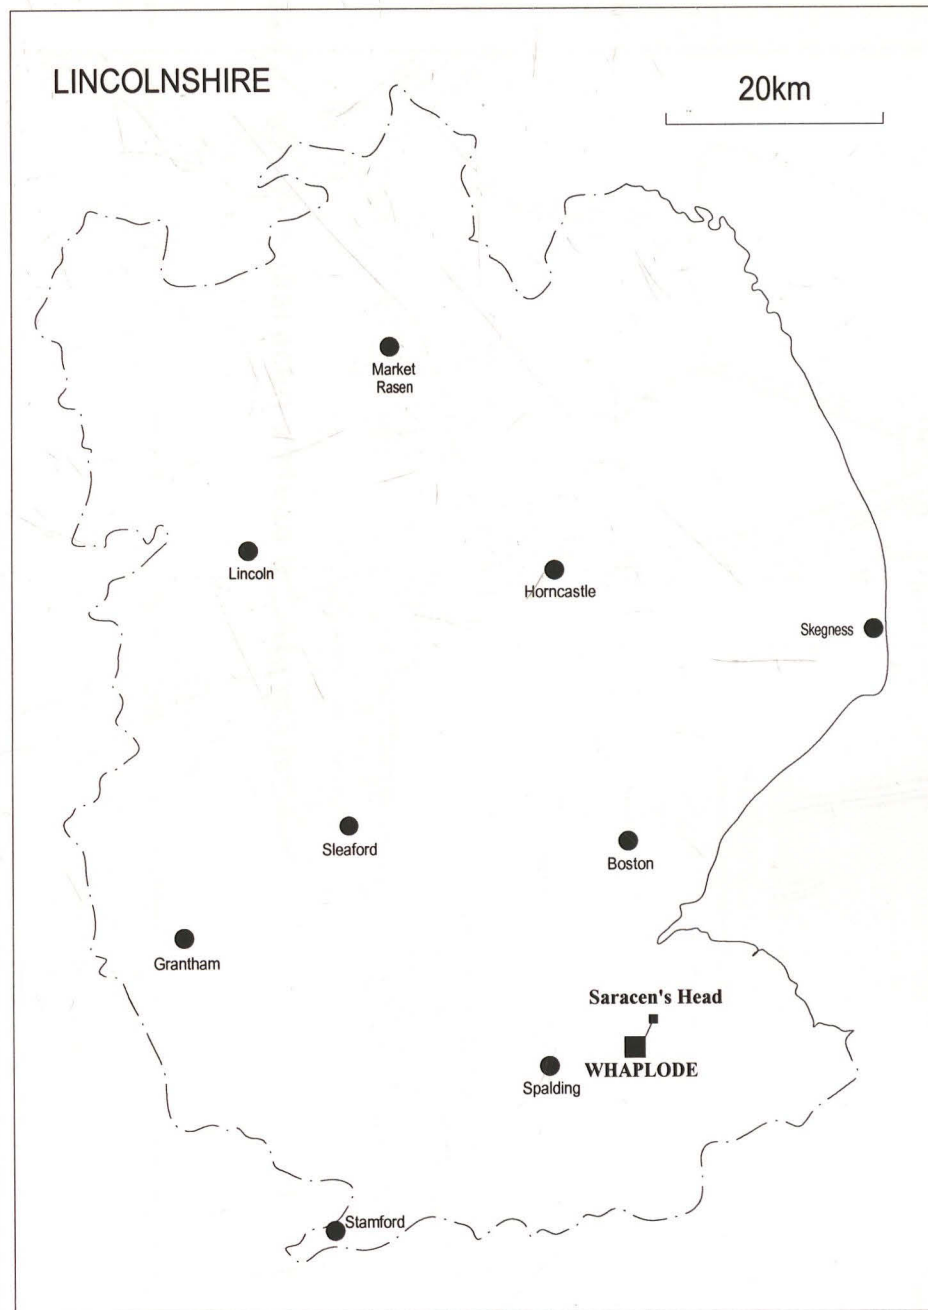 LINCOLNSHIRE
20km
Market
Rasen
Lincoln
Horncastle
Skegness
Sleaford
Boston
Grantham
Saracen's Head
WHAPLODE
Spalding
Stamford